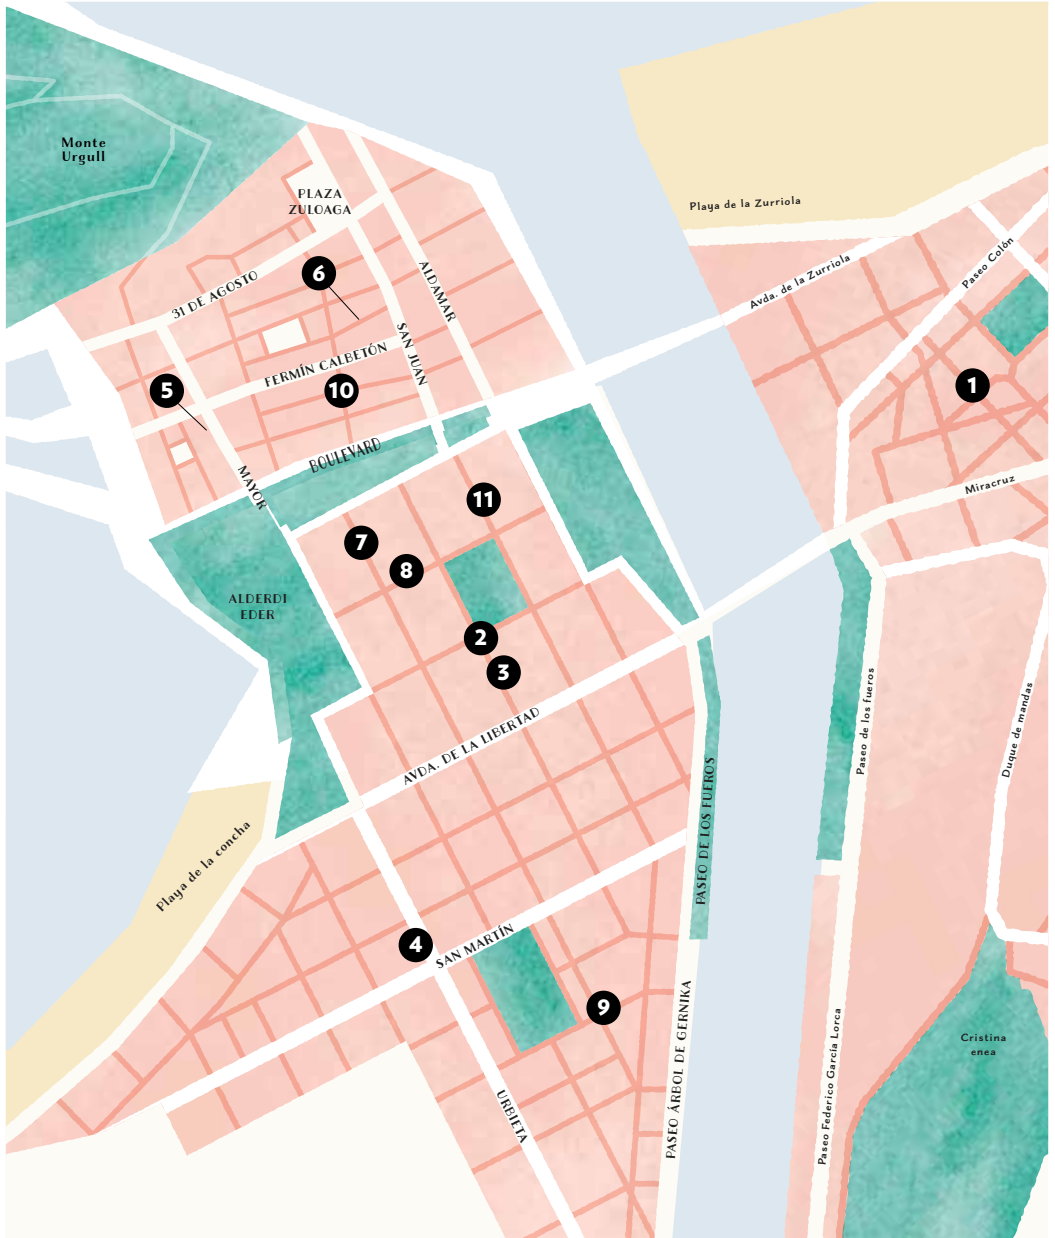 Monte
Urgull
PLAZA
ZULOAGA
Playa de la Zurriola
Paseo Colón
Avda. de la Zurriola
6
31 DE AGOSTO
ALDAMAR
SAN JUAN
FERMÍN CALBETÓN
5
10
1
BOULEVARD
MAYOR
Miracruz
11
7
8
ALDERDI
EDER
2
3
AVDA. DE LA LIBERTAD
Paseo de los fueros
Duque de mandas
PASEO DE LOS FUEROS
Playa de la concha
4
SAN MARTÍN
9
PASEO ÁRBOL DE GERNIKA
Paseo Federico García Lorca
Cristina
enea
URBIETA